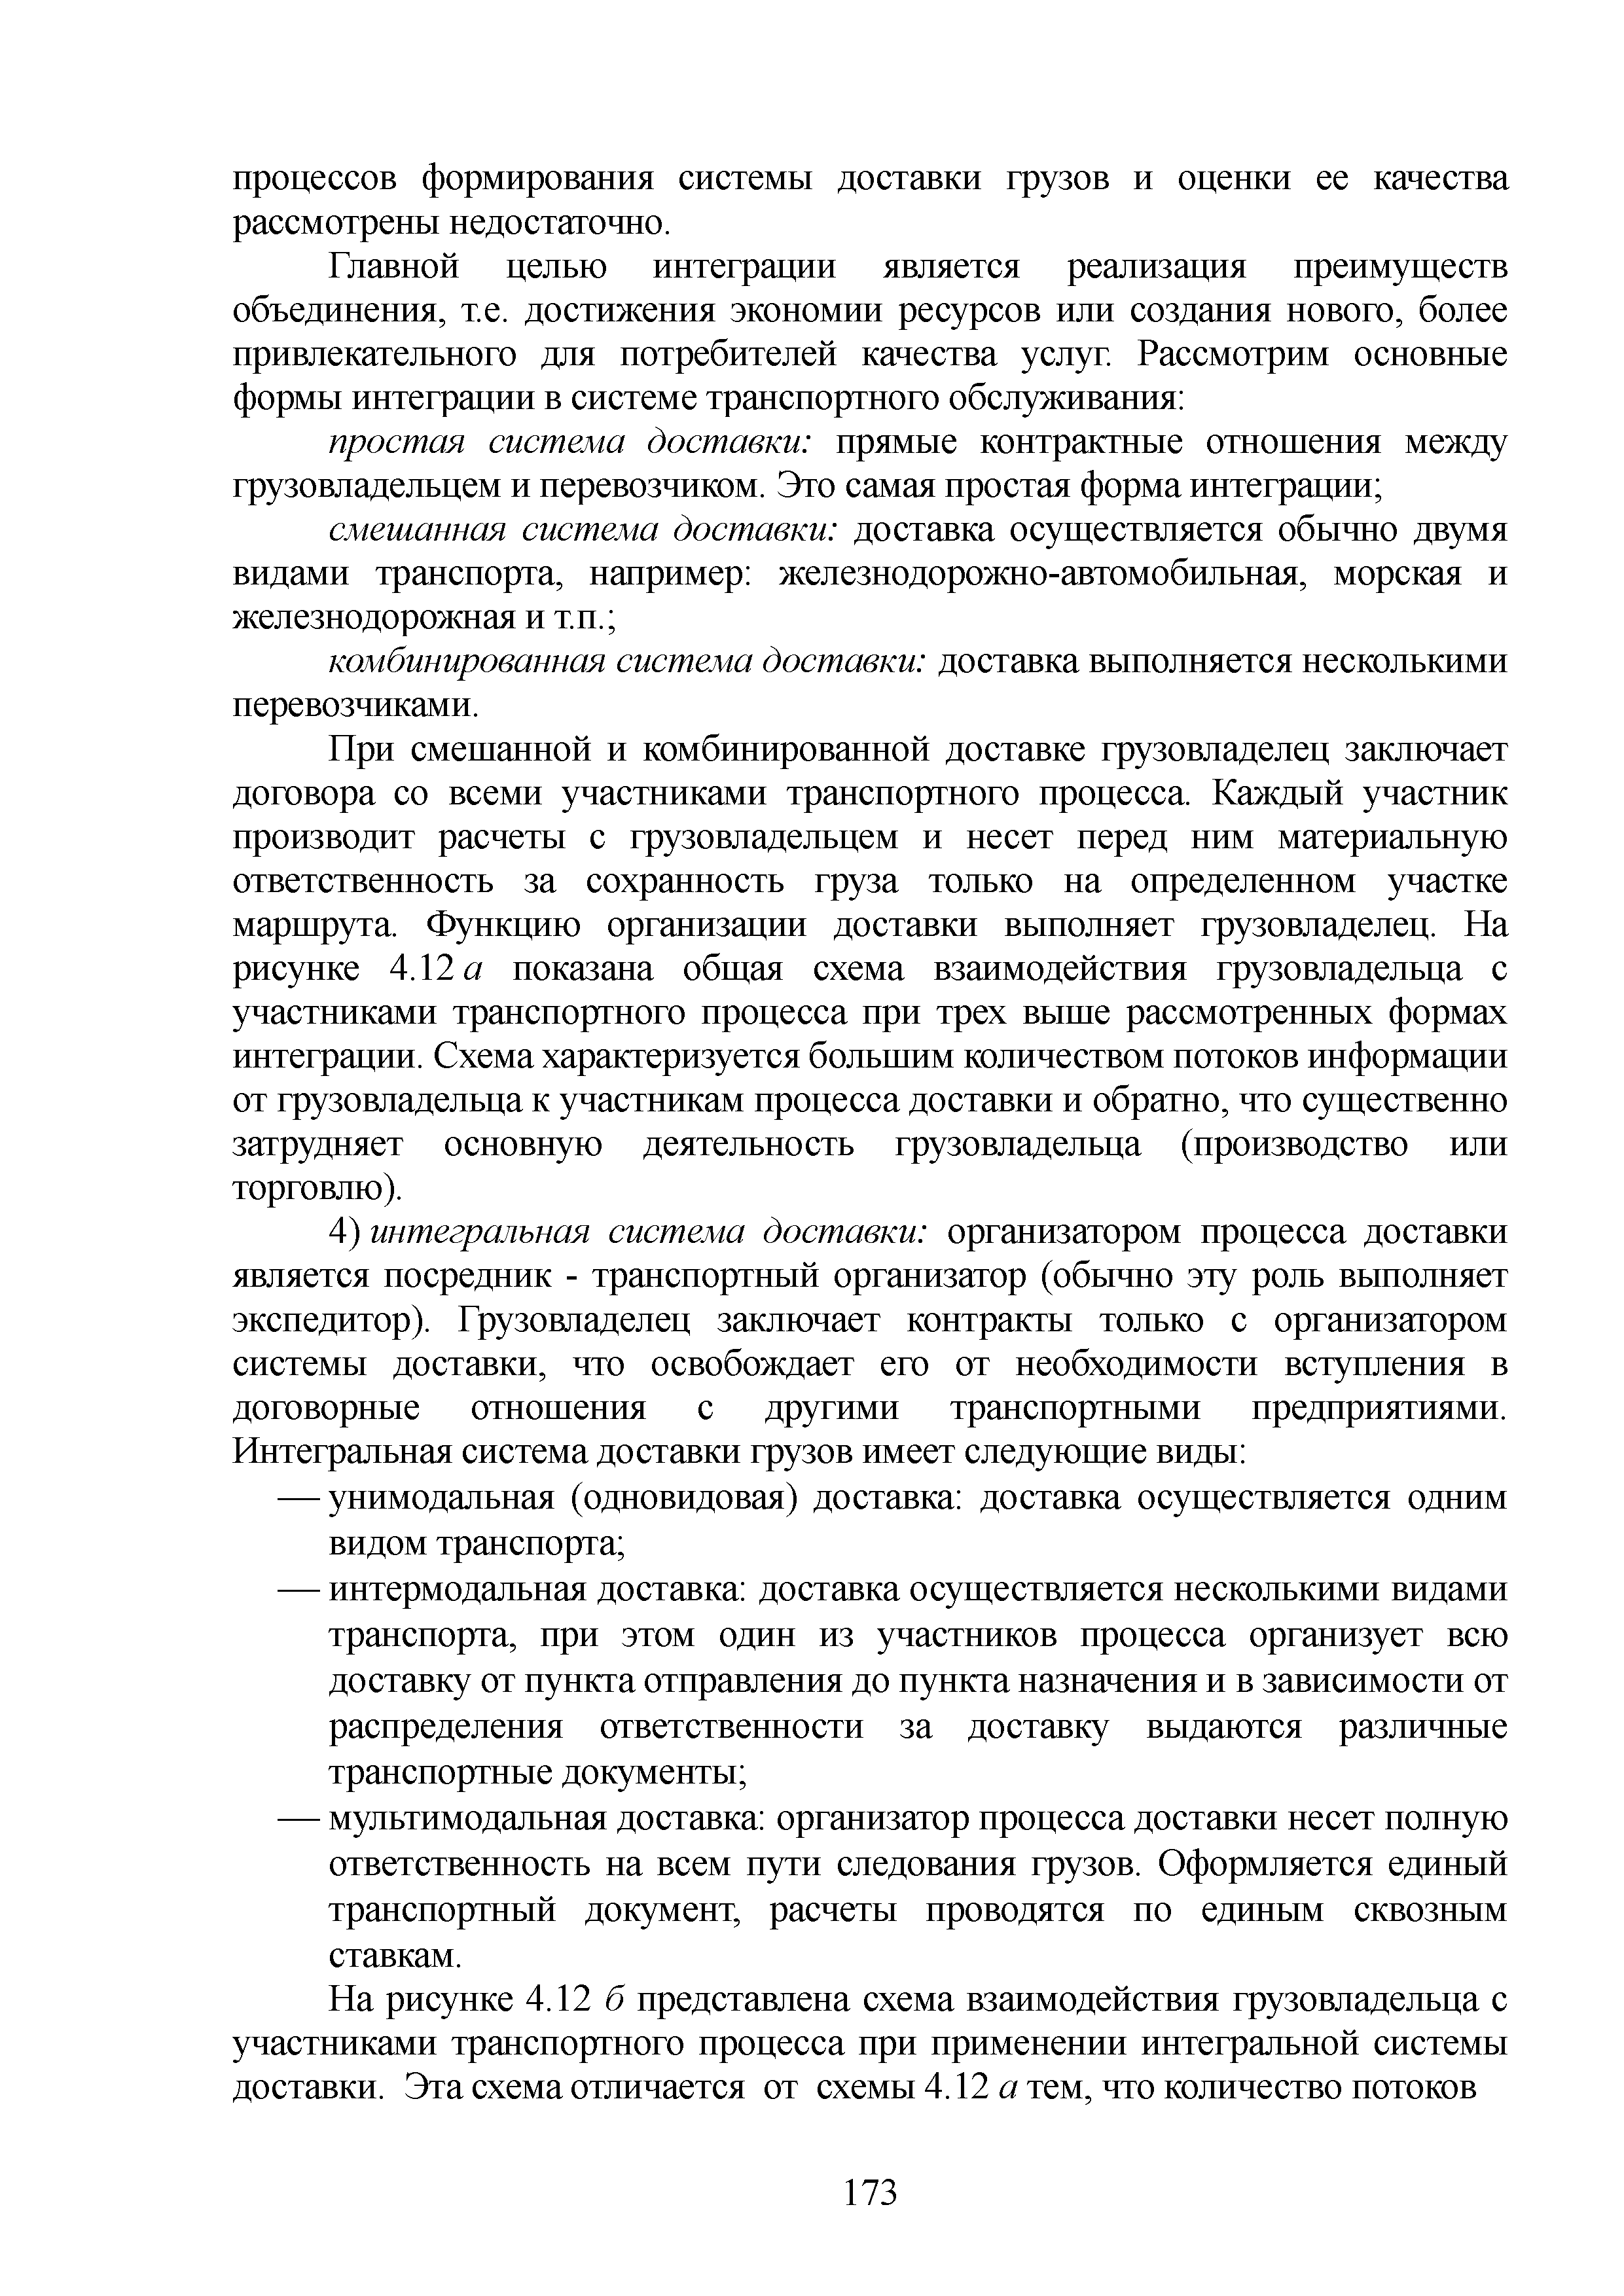 процессов формирования системы доставки грузов и оценки ее качества
рассмотрены недостаточно.
Главной целью интеграции является реализация преимуществ
объединения, т.е. достижения экономии ресурсов или создания нового, более
привлекательного для потребителей качества услуг. Рассмотрим основные
формы интеграции в системе транспортного обслуживания:
простая система доставки: прямые контрактные отношения между
грузовладельцем и перевозчиком. Это самая простая форма интеграции;
смешанная система доставки: доставка осуществляется обычно двумя
видами транспорта, например: железнодорожно-автомобильная, морская и
железнодорожная и т.п.;
комбинированная система доставки: доставка выполняется несколькими
перевозчиками.
При смешанной и комбинированной доставке грузовладелец заключает
договора со всеми участниками транспортного процесса. Каждый участник
производит расчеты с грузовладельцем и несет перед ним материальную
ответственность за сохранность груза только на определенном участке
маршрута. Функцию организации доставки выполняет грузовладелец. На
рисунке 4.12 а показана общая схема взаимодействия грузовладельца с
участниками транспортного процесса при трех выше рассмотренных формах
интеграции. Схема характеризуется большим количеством потоков информации
от грузовладельца к участникам процесса доставки и обратно, что существенно
затрудняет основную деятельность грузовладельца (производство или
торговлю).
4) интегральная система доставки: организатором процесса доставки
является посредник - транспортный организатор (обычно эту роль выполняет
экспедитор). Грузовладелец заключает контракты только с организатором
системы доставки, что освобождает его от необходимости вступления в
договорные отношения с другими транспортными предприятиями.
Интегральная система доставки грузов имеет следующие виды:
— унимодальная (одновидовая) доставка: доставка осуществляется одним
видом транспорта;
— интермодальная доставка: доставка осуществляется несколькими видами
транспорта, при этом один из участников процесса организует всю
доставку от пункта отправления до пункта назначения и в зависимости от
распределения ответственности за доставку выдаются различные
транспортные документы;
— мультимодальная доставка: организатор процесса доставки несет полную
ответственность на всем пути следования грузов. Оформляется единый
транспортный документ, расчеты проводятся по единым сквозным
ставкам.
На рисунке 4.12 б представлена схема взаимодействия грузовладельца с
участниками транспортного процесса при применении интегральной системы
доставки. Эта схема отличается от схемы 4.12 а тем, что количество потоков
173